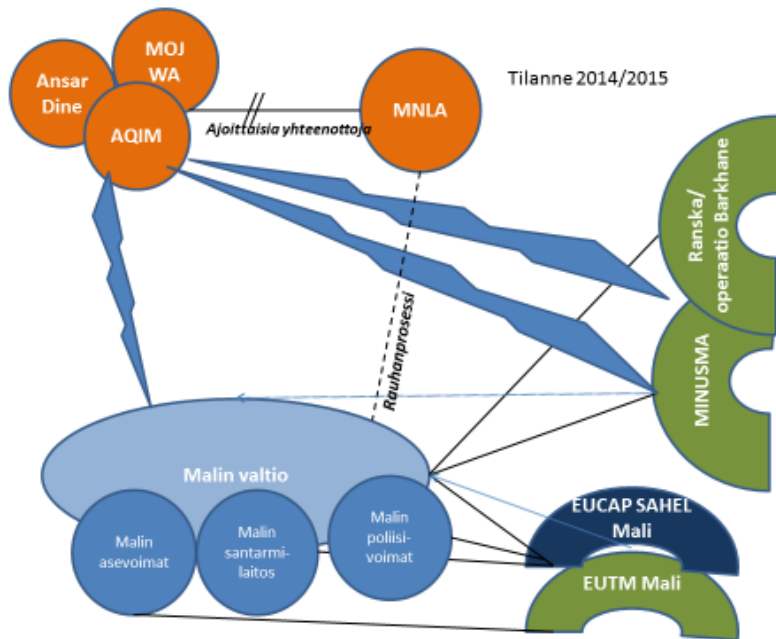 MOJ
WA
Ansar
Dine
AQIM
Ajoittaisia yhteenottoja
MNLA
Tilanne 2014/2015
Ranska/
operaatio Barkhane
MINUSMA
Rauhanprosessi
Malin valtio
Malin
asevoimat
Malin
santarmi-
laitos
Malin
poliisi-
voimat
EUCAP SAHEL
Mali
EUTM Mali